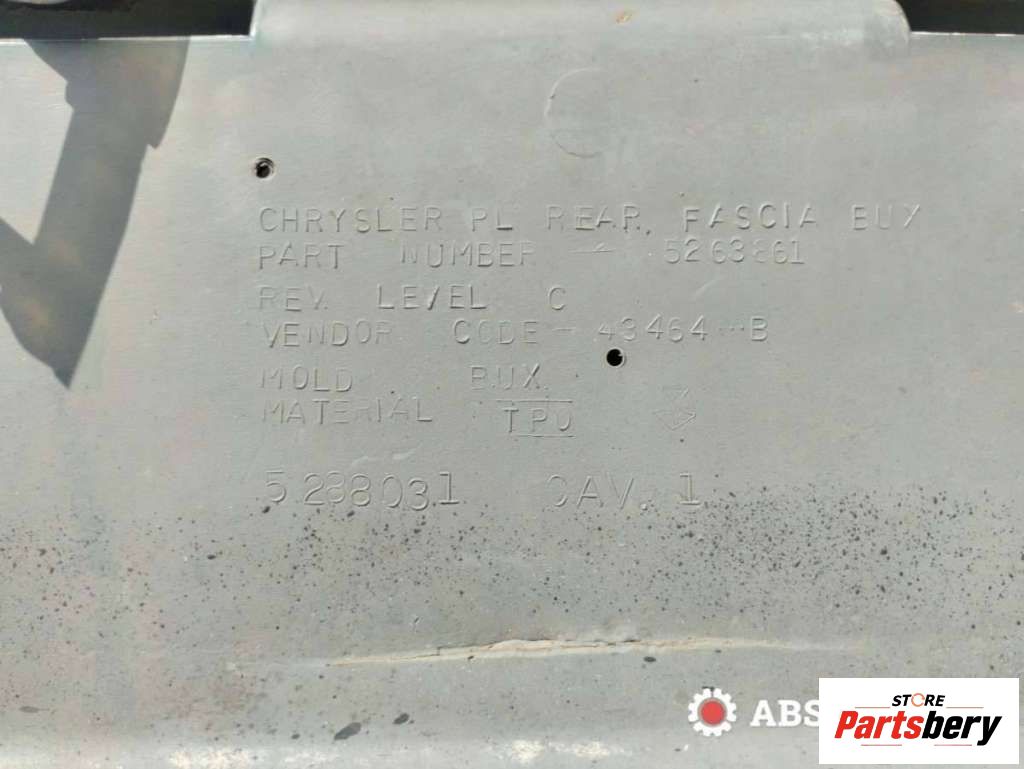 CHRYSLER PL REAR. FASCIA BUX
PART NUMBER - 5263861
REV. LEVEL C
VENDOR CODE - 43464-B
MOLD BUX
MATERIAL TPU
5288031 CAV. 1
ABS
STORE
Partsbery